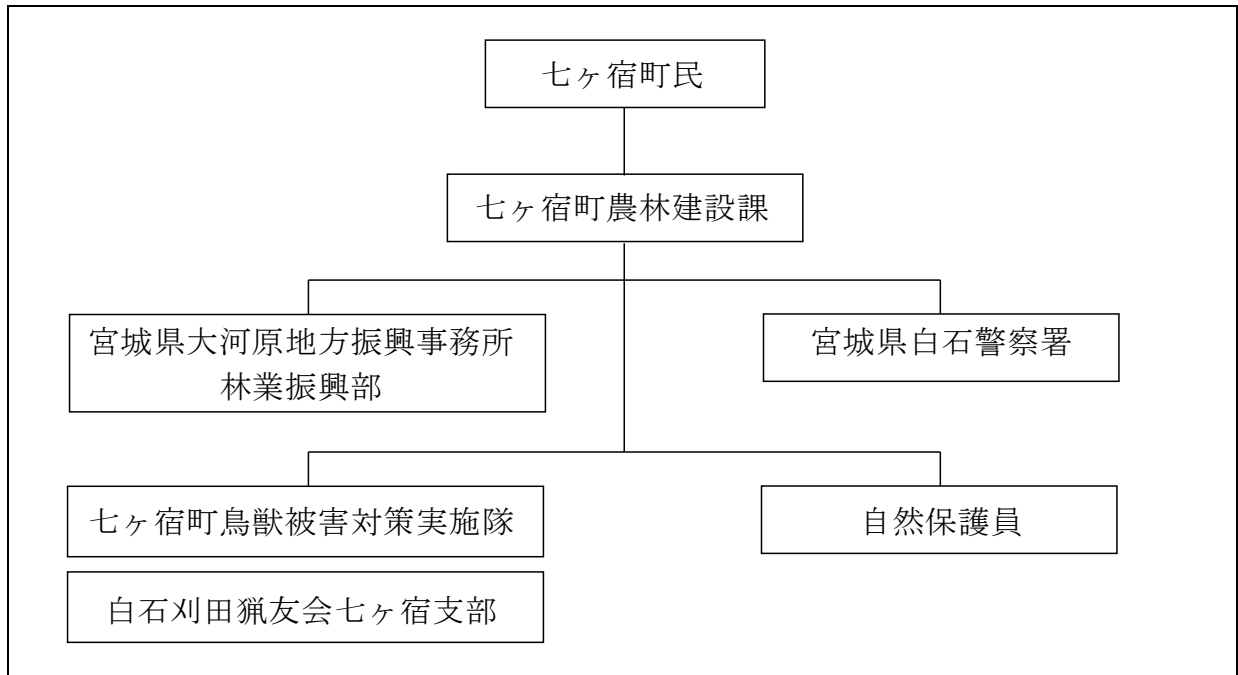 七ヶ宿町民
七ヶ宿町農林建設課
宮城県大河原地方振興事務所
林業振興部
宮城県白石警察署
七ヶ宿町鳥獣被害対策実施隊
自然保護員
白石刈田猟友会七ヶ宿支部